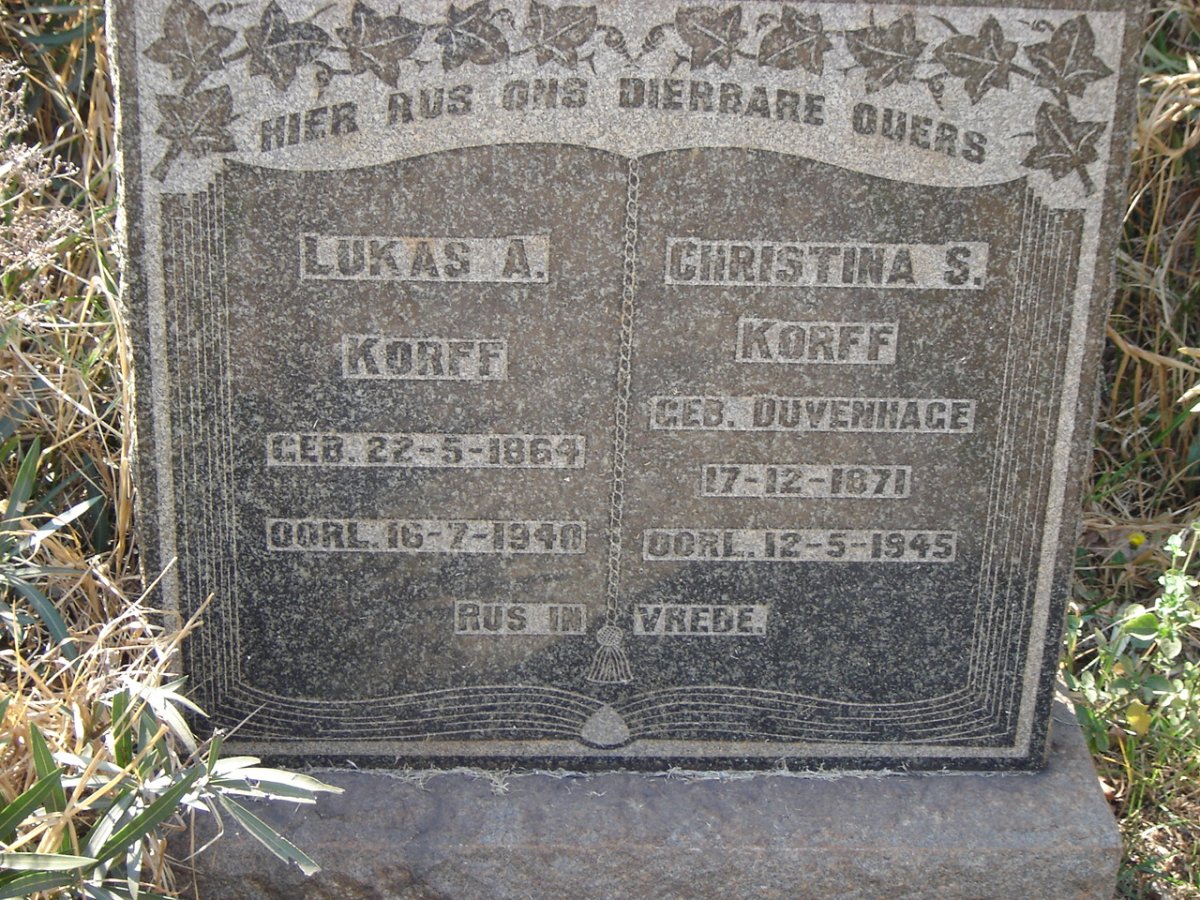 HIER RUS ONS DIERBARE OUERS
LUKAS A.
KORFF
GEB. 22-5-1864
OORL. 16-7-1940
CHRISTINA S.
KORFF
GEB. DUVENHAGE
17-12-1871
OORL. 12-5-1945
RUS IN VREDE.